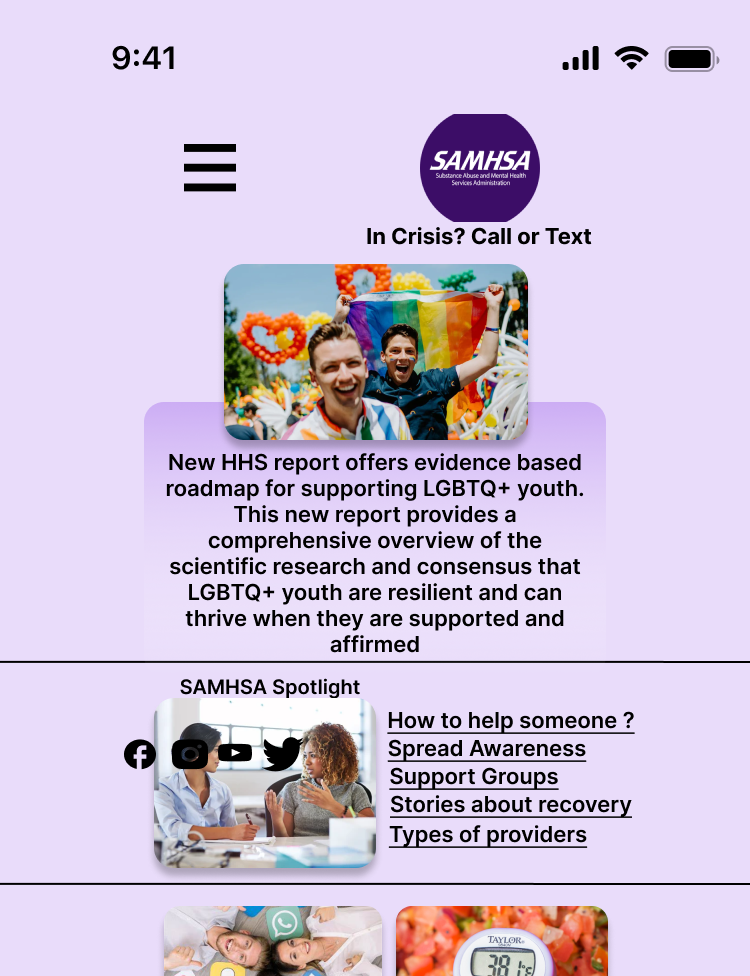 9:41
SAMHSA
Substance Abuse and Mental Health
Services Administration
In Crisis? Call or Text
New HHS report offers evidence based
roadmap for supporting LGBTQ+ youth.
This new report provides a
comprehensive overview of the
scientific research and consensus that
LGBTQ+ youth are resilient and can
thrive when they are supported and
affirmed
SAMHSA Spotlight
How to help someone ?
Spread Awareness
Support Groups
Stories about recovery
Types of providers
TAYLOR
38.1°C